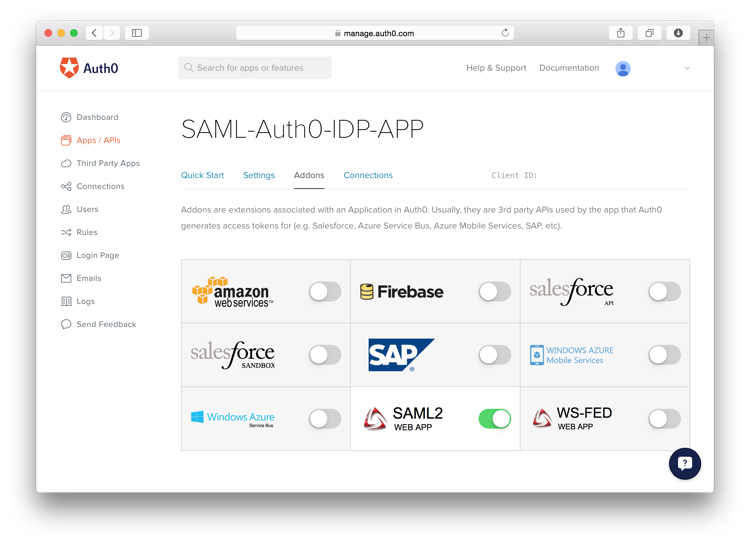 manage.auth0.com
Auth0
Search for apps or features
Help & Support
Documentation
Dashboard
Apps / APIs
Third Party Apps
Connections
Users
Rules
Login Page
Emails
Logs
Send Feedback
SAML-Auth0-IDP-APP
Quick Start
Settings
Addons
Connections
Client ID:
Addons are extensions associated with an Application in Auth0. Usually, they are 3rd party APIs used by the app that Auth0
generates access tokens for (e.g. Salesforce, Azure Service Bus, Azure Mobile Services, SAP, etc).
amazon
webservices™
Firebase
salesforce
API
salesforce
SANDBOX
SAP®
WINDOWS AZURE
Mobile Services
Windows Azure
Service Bus
SAML2
WEB APP
WS-FED
WEB APP
?